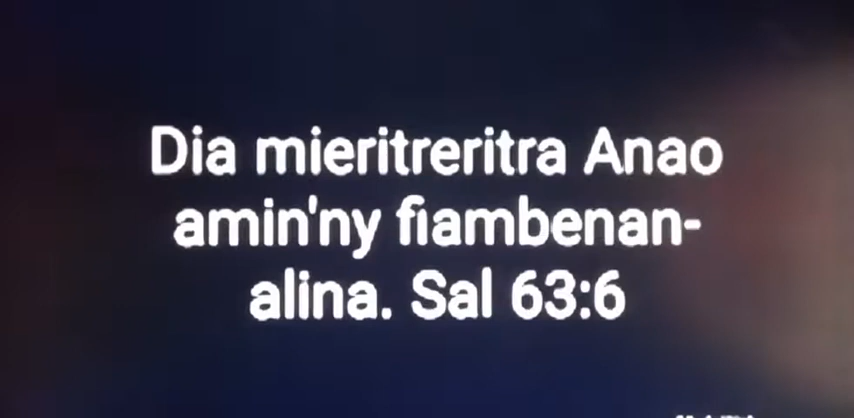 Dia mieritreritra Anao
amin'ny fiambenan-
alina. Sal 63:6